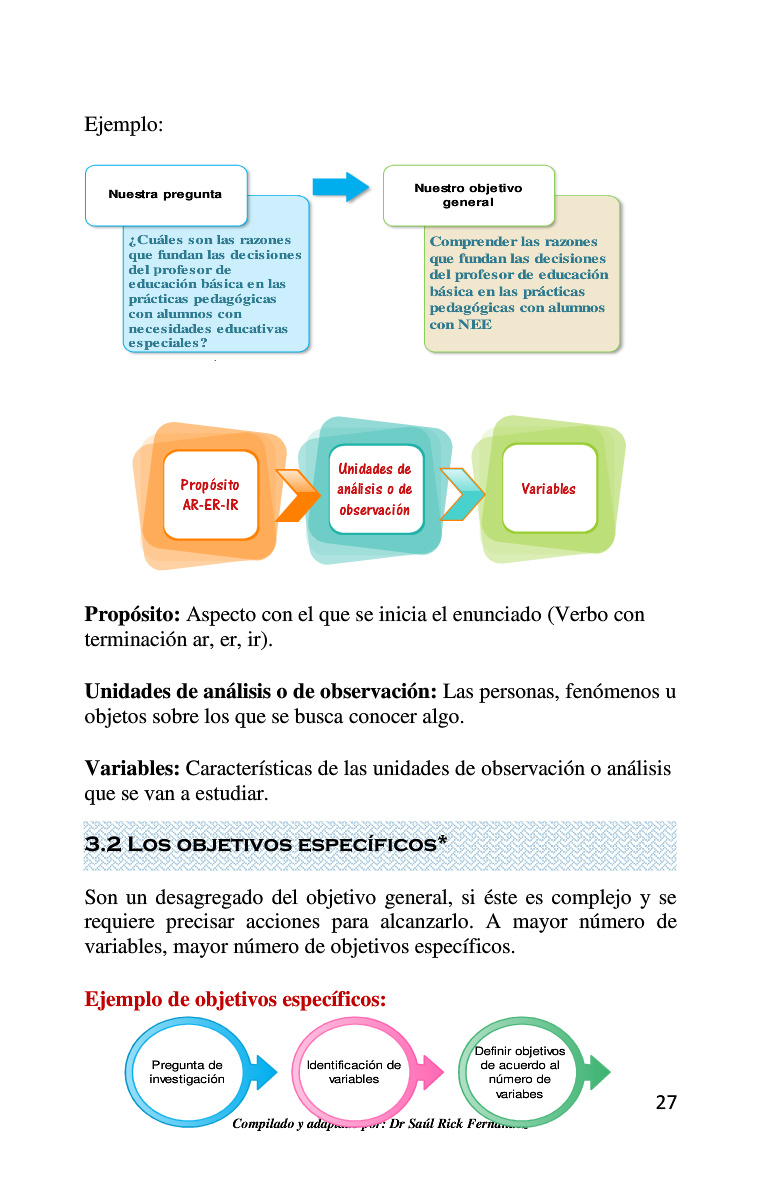 Ejemplo:
Nuestra pregunta
¿Cuáles son las razones
que fundan las decisiones
del profesor de
educación básica en las
prácticas pedagógicas
con alumnos con
necesidades educativas
especiales?
.
Nuestro objetivo
general
Comprender las razones
que fundan las decisiones
del profesor de educación
básica en las prácticas
pedagógicas con alumnos
con NEE
Propósito
AR-ER-IR
Unidades de
análisis o de
observación
Variables
Propósito: Aspecto con el que se inicia el enunciado (Verbo con
terminación ar, er, ir).
Unidades de análisis o de observación: Las personas, fenómenos u
objetos sobre los que se busca conocer algo.
Variables: Características de las unidades de observación o análisis
que se van a estudiar.
3.2 Los objetivos específicos*
Son un desagregado del objetivo general, si éste es complejo y se
requiere precisar acciones para alcanzarlo. A mayor número de
variables, mayor número de objetivos específicos.
Ejemplo de objetivos específicos:
Pregunta de
investigación
Identificación de
variables
Definir objetivos
de acuerdo al
número de
variabes
27
Compilado y por: Dr Saúl Rick